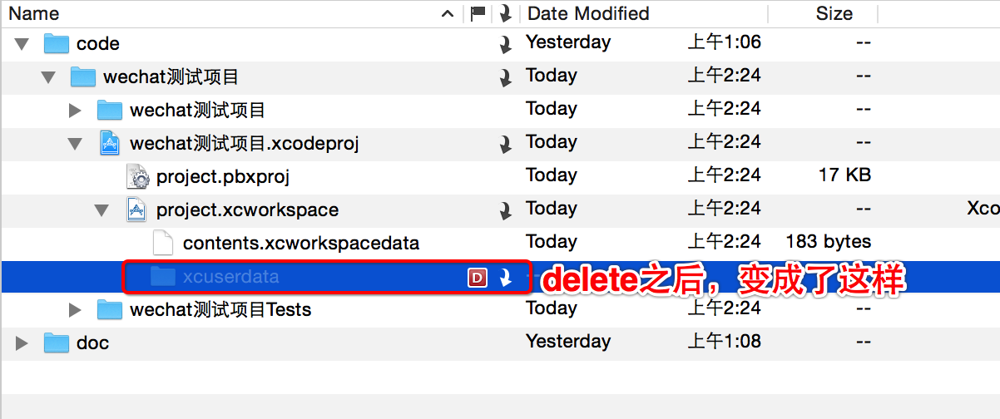 Name Date Modified Size
code Yesterday 上午1:06 --
wechat测试项目 Today 上午2:24 --
wechat测试项目 Today 上午2:24 --
wechat测试项目.xcodeproj Today 上午2:24 --
project.pbxproj Today 上午2:24 17 KB
project.xcworkspace Today 上午2:24 -- Xco
contents.xcworkspacedata Today 上午2:24 183 bytes
xcuserdata D delete之后，变成了这样
wechat测试项目Tests Today 上午2:24 --
doc Yesterday 上午1:08 --